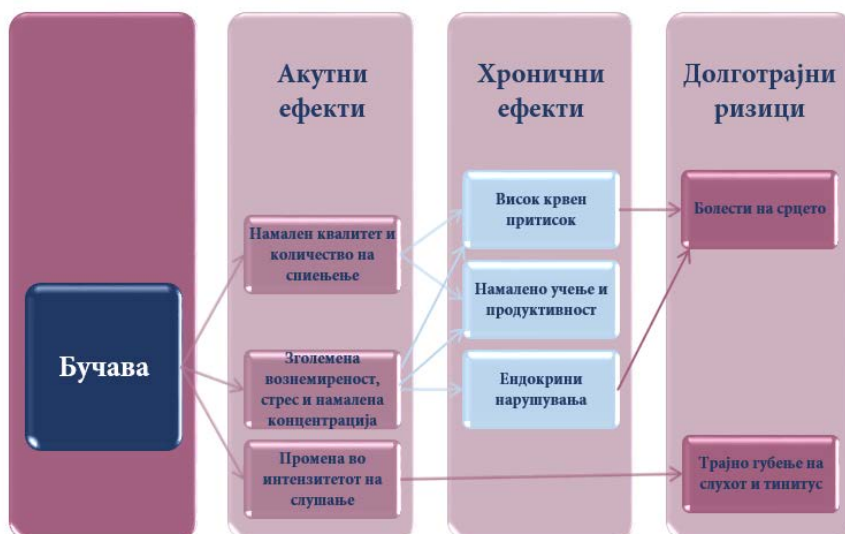 Бучава
Акутни
ефекти
Намален квалитет и
количество на
спиењење
Зголемена
вознемиреност,
стрес и намалена
концентрација
Промена во
интензитетот на
слушање
Хронични
ефекти
Висок крвен
притисок
Намалено учење и
продуктивност
Ендокрини
нарушувања
Долготрајни
ризици
Болести на срцето
Трајно губење на
слухот и тинитус